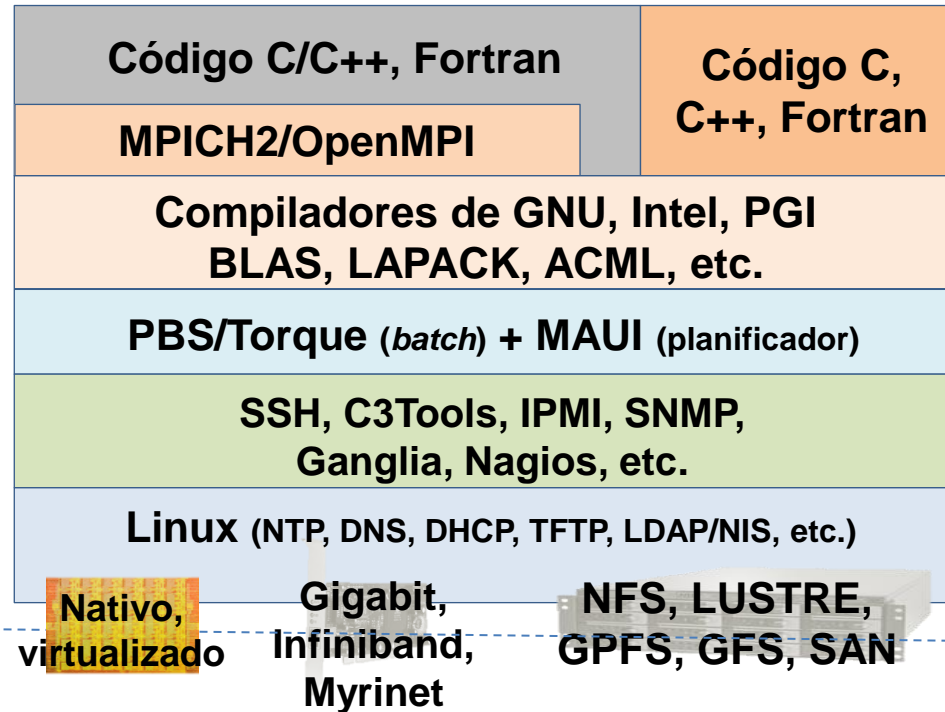 Código C/C++, Fortran
Código C,
C++, Fortran
MPICH2/OpenMPI
Compiladores de GNU, Intel, PGI
BLAS, LAPACK, ACML, etc.
PBS/Torque (batch) + MAUI (planificador)
SSH, C3Tools, IPMI, SNMP,
Ganglia, Nagios, etc.
Linux (NTP, DNS, DHCP, TFTP, LDAP/NIS, etc.)
Nativo,
virtualizado
Gigabit,
Infiniband,
Myrinet
NFS, LUSTRE,
GPFS, GFS, SAN